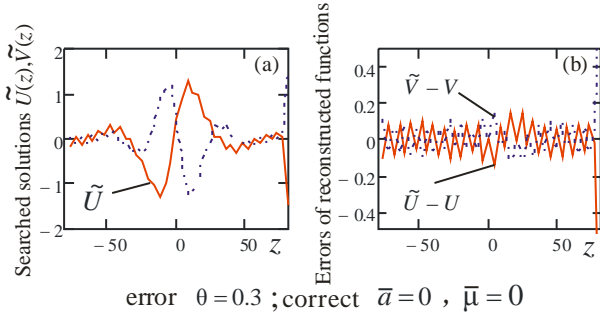 Searched solutions Ũ(z),Ṽ(z)
2
1
0
− 1
− 2
(a)
Ũ
− 50
0
50
z
Errors of reconstructed functions
0.4
0.2
0
− 0.2
− 0.4
(b)
Ṽ − V
Ũ − U
− 50
0
50
z
error θ = 0.3 ; correct a̅ = 0 , μ̅ = 0